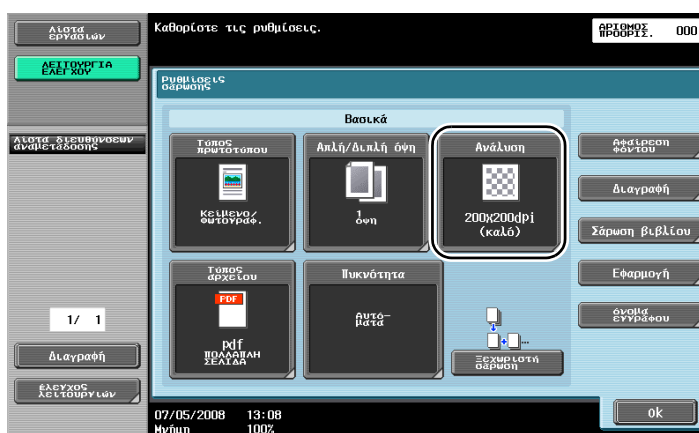 Λίστα
εργασιών
Καθορίστε τις ρυθμίσεις.
ΑΡΙΘΜΟΣ
ΠΡΟΟΡΙΣ.
000
ΛΕΙΤΟΥΡΓΙΑ
ΕΛΕΓΧΟΥ
Ρυθμίσεις
σάρωσης
Βασικά
Λίστα διευθύνσεων
αναμετάδοσης
Τύπος
πρωτοτύπου
Απλή/Διπλή όψη
Ανάλυση
Αφαίρεση
φόντου
Διαγραφή
Κείμενο/
φωτογραφ.
1
όψη
200x200dpi
(καλό)
Σάρωση βιβλίου
Τύπος
αρχείου
Πυκνότητα
Εφαρμογή
PDF
Αυτό-
ματα
όνομα
εγγράφου
1/ 1
pdf
ΠΟΛΛΑΠΛΗ
ΣΕΛΙΔΑ
Διαγραφή
Ξεχωριστή
σάρωση
έλεγχος
λειτουργιών
07/05/2008 13:08
Μνήμη 100%
Ok